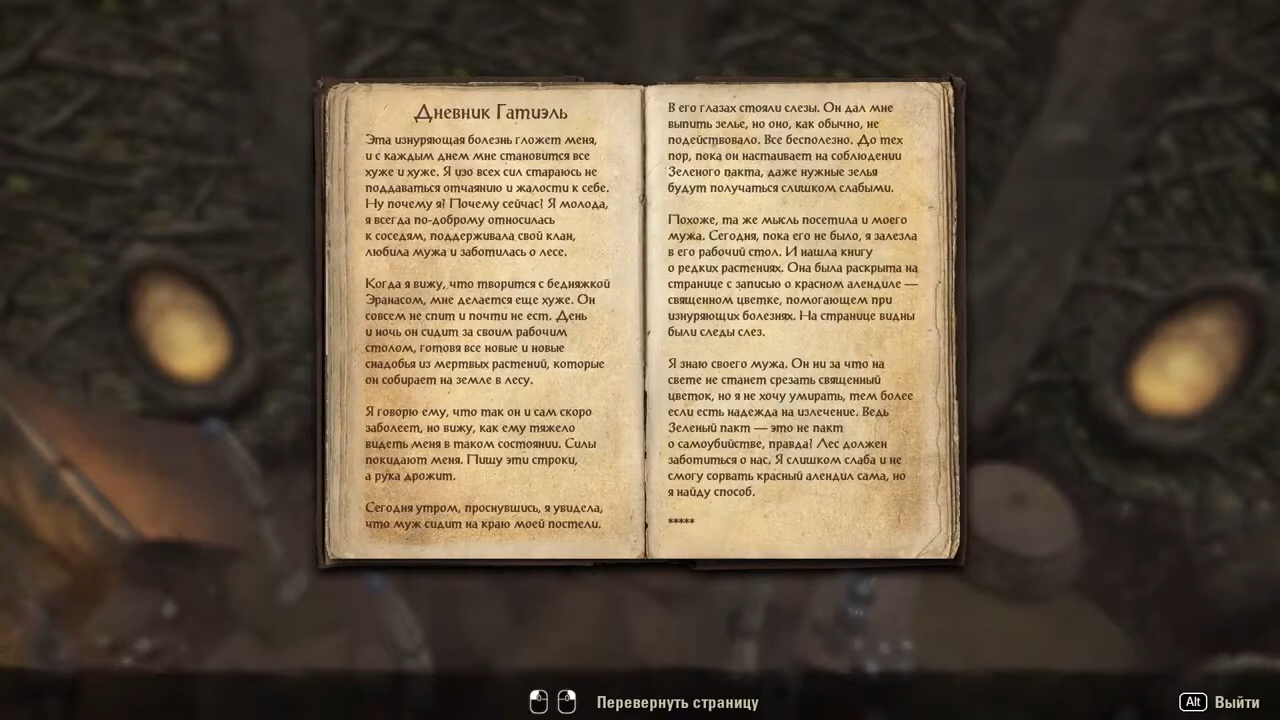 Дневник Гатиэль
Эта изнуряющая болезнь гложет меня,
и с каждым днем мне становится все
хуже и хуже. Я изо всех сил стараюсь не
поддаваться отчаянию и жалости к себе.
Ну почему я? Почему сейчас? Я молода,
я всегда по-доброму относилась
к соседям, поддерживала свой клан,
любила мужа и заботилась о лесе.
Когда я вижу, что творится с бедняжкой
Эранасом, мне делается еще хуже. Он
совсем не спит и почти не ест. День
и ночь он сидит за своим рабочим
столом, готовя все новые и новые
снадобья из мертвых растений, которые
он собирает на земле в лесу.
Я говорю ему, что так он и сам скоро
заболеет, но вижу, как ему тяжело
видеть меня в таком состоянии. Силы
покидают меня. Пишу эти строки,
а рука дрожит.
Сегодня утром, проснувшись, я увидела,
что муж сидит на краю моей постели.
В его глазах стояли слезы. Он дал мне
выпить зелье, но оно, как обычно, не
подействовало. Все бесполезно. До тех
пор, пока он настаивает на соблюдении
Зеленого пакта, даже нужные зелья
будут получаться слишком слабыми.
Похоже, та же мысль посетила и моего
мужа. Сегодня, пока его не было, я залезла
в его рабочий стол. И нашла книгу
о редких растениях. Она была раскрыта на
странице с записью о красном алендиле —
священном цветке, помогающем при
изнуряющих болезнях. На странице видны
были следы слез.
Я знаю своего мужа. Он ни за что на
свете не станет срезать священный
цветок, но я не хочу умирать, тем более
если есть надежда на излечение. Ведь
Зеленый пакт — это не пакт
о самоубийстве, правда? Лес должен
заботиться о нас. Я слишком слаба и не
смогу сорвать красный алендил сама, но
я найду способ.
*****
Перевернуть страницу
Alt Выйти